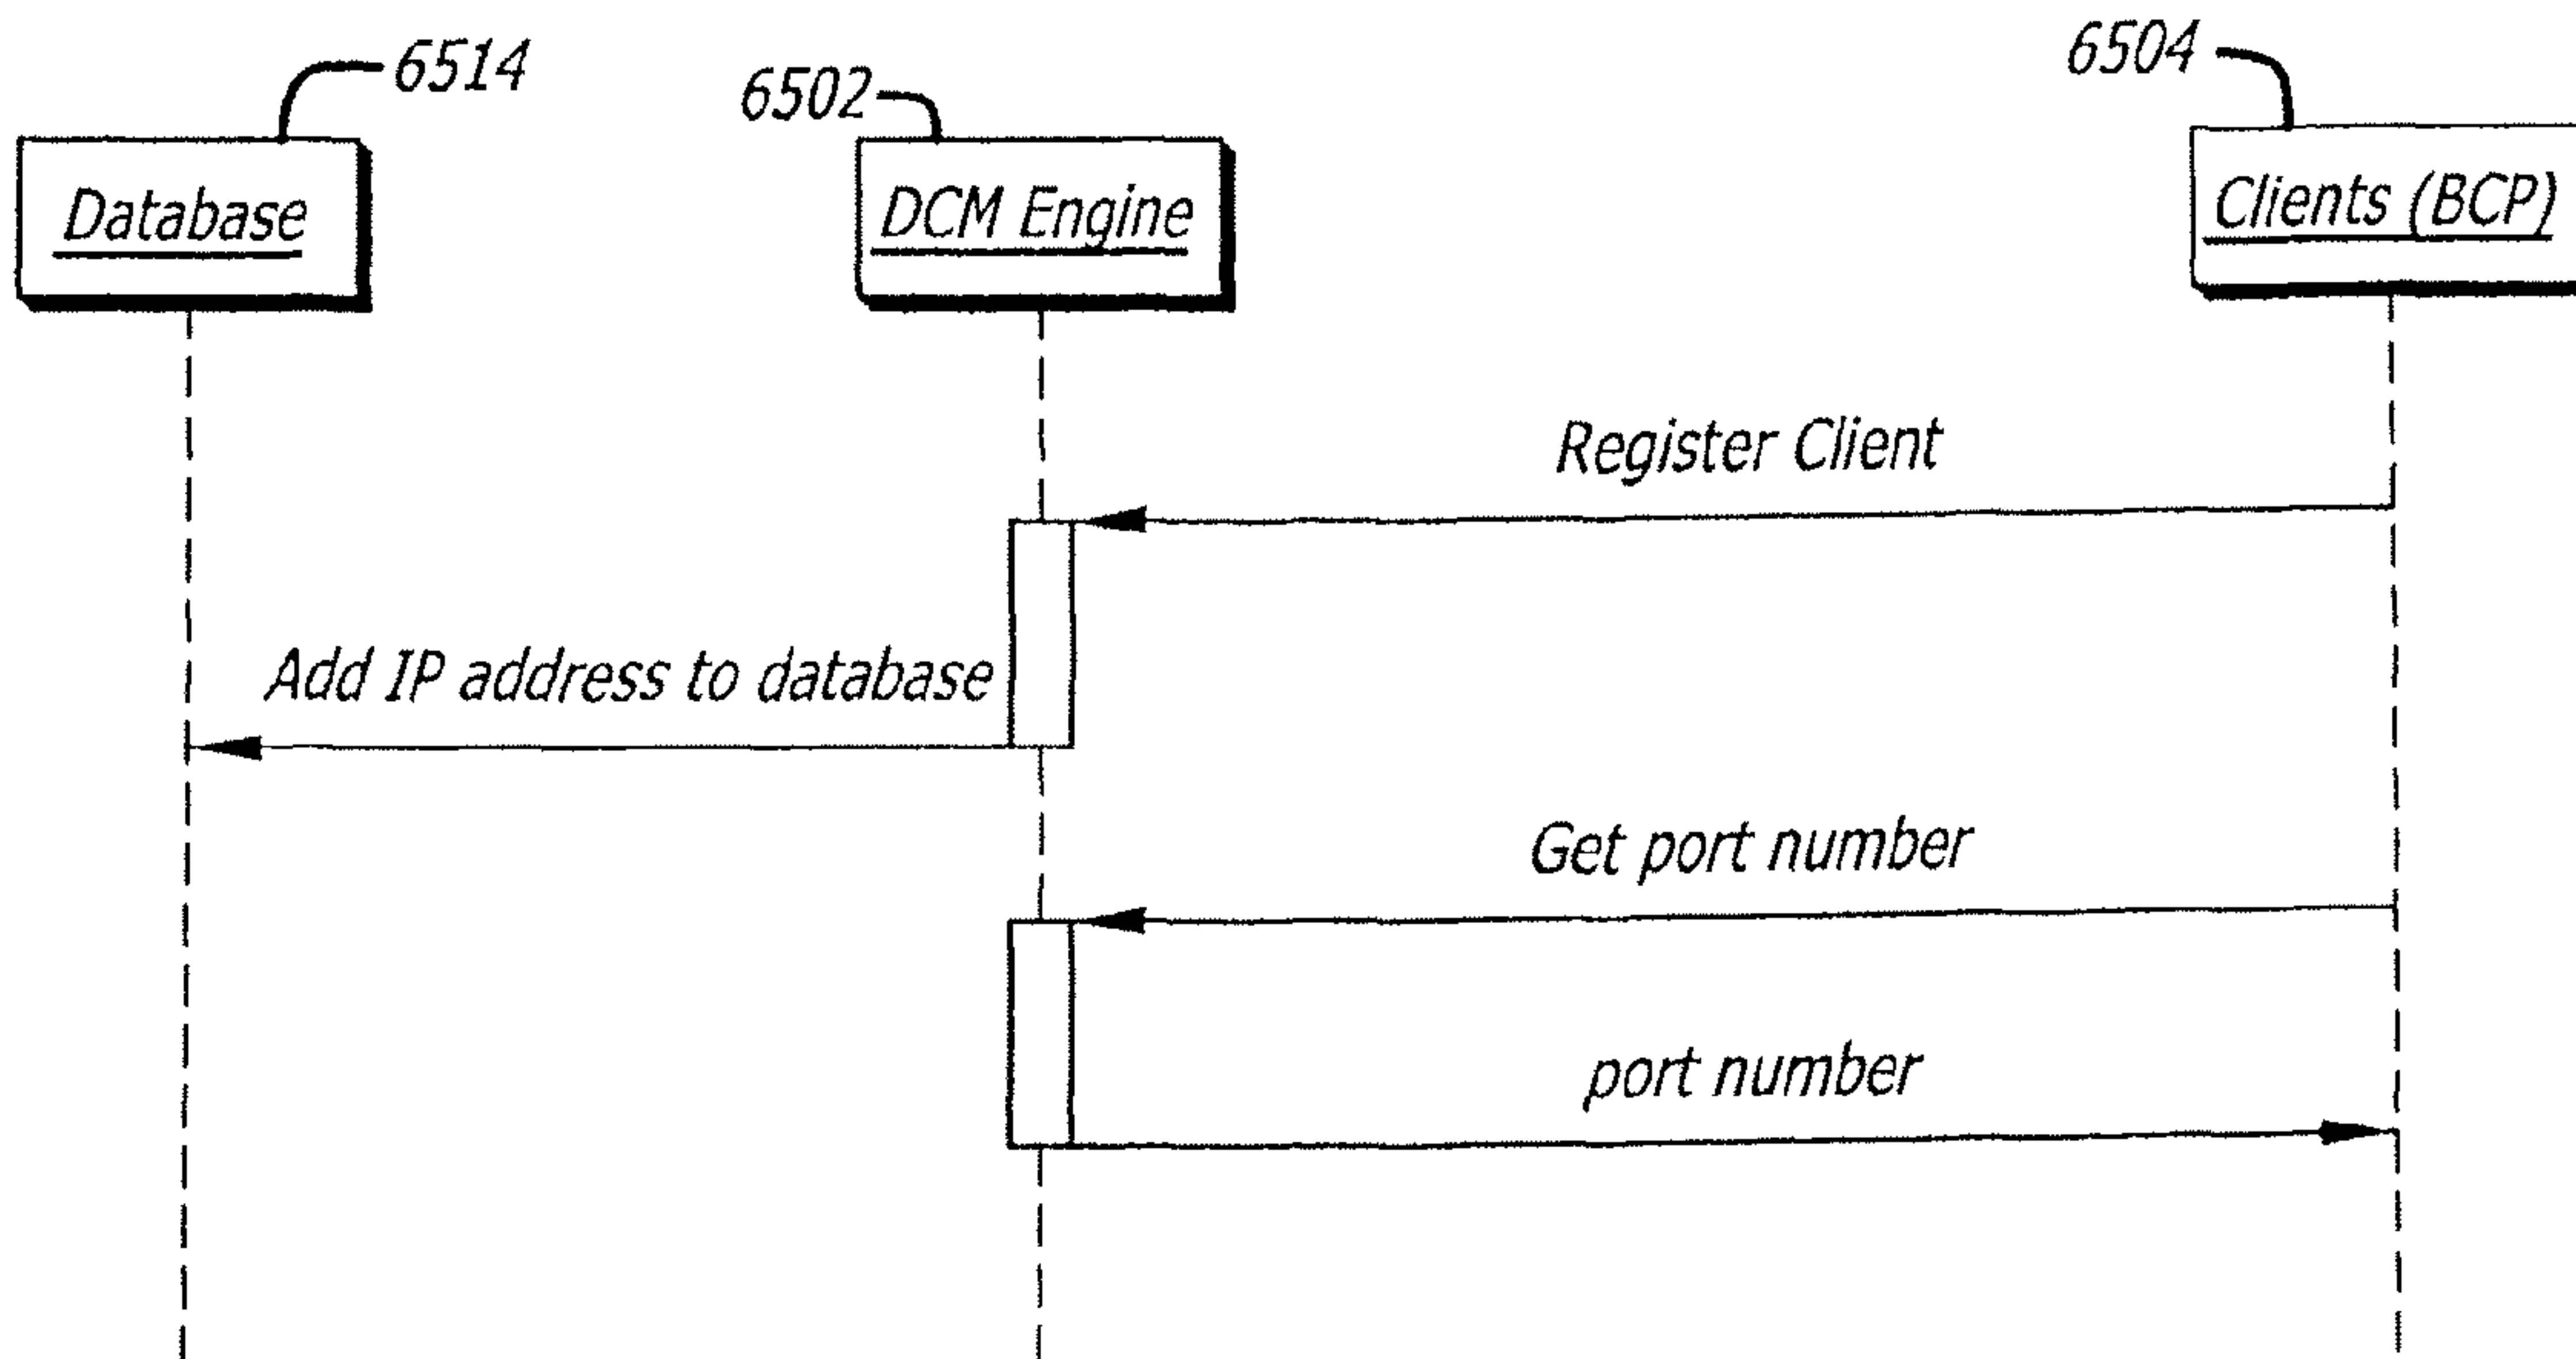 6514
6502
6504
Database
DCM Engine
Clients (BCP)
Register Client
Add IP address to database
Get port number
port number